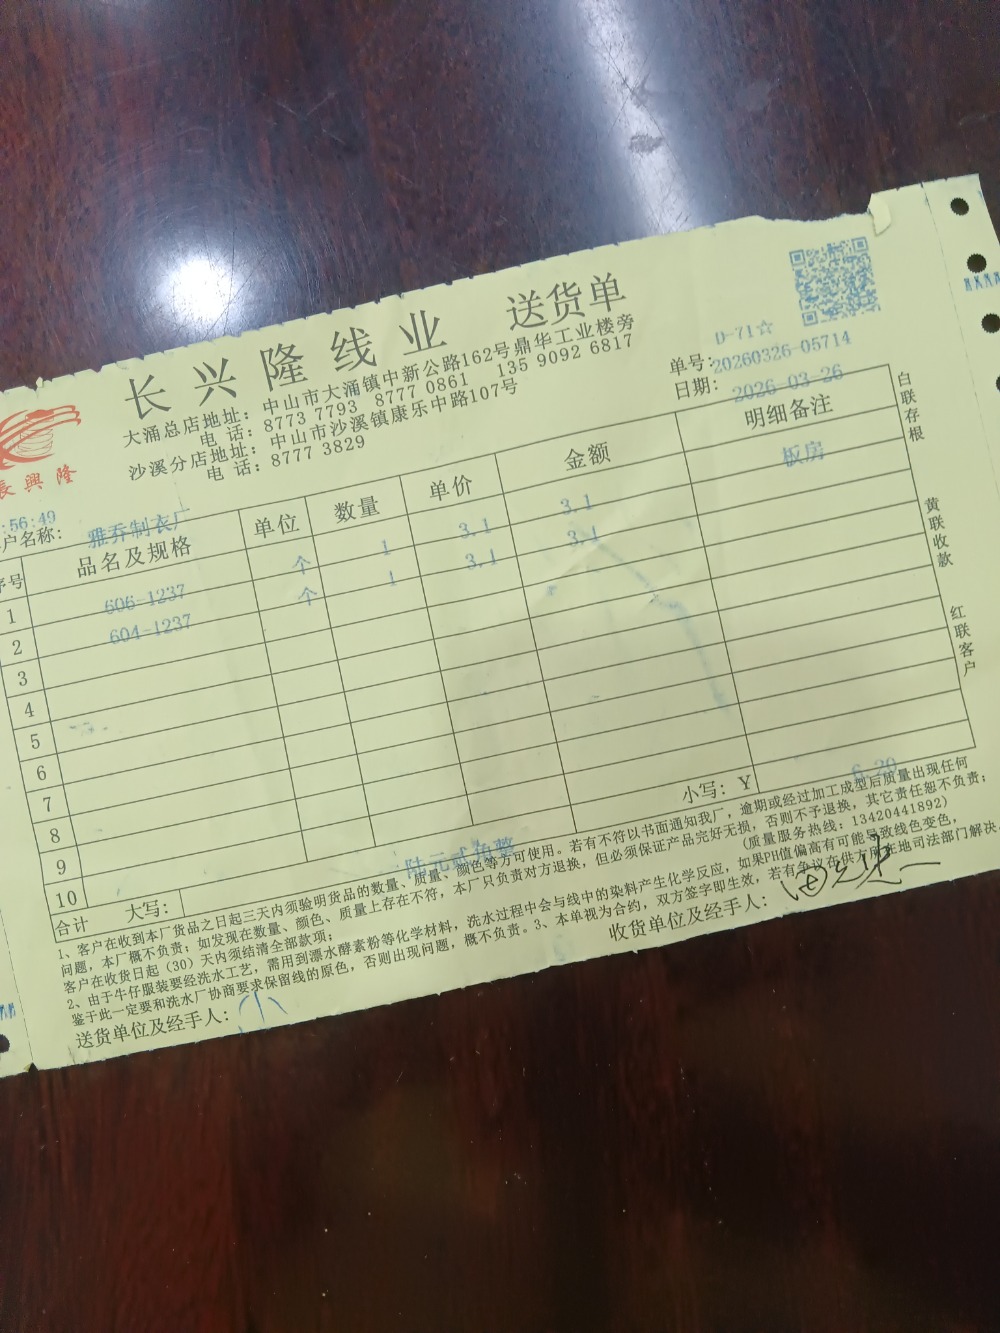 长兴隆线业 送货单
大涌总店地址：中山市大涌镇中新公路162号鼎华工业楼旁
电 话：8773 7793 8777 0861 135 9092 6817
沙溪分店地址：中山市沙溪镇康乐中路107号
电 话：8777 3829
D-71☆
单号：20260326-05714
日期：2026-03-26
長興隆
:56:49
户名称：雅乔制衣厂
序号 品名及规格 单位 数量 单价 金额 明细备注
1 606-1237 个 1 3.1 3.1 板房
2 604-1237 个 1 3.1 3.1
3
4
5
6
7
8
9
10
合计 大写：陆元贰角整 小写：Y 6.20
白联存根 黄联收款 红联客户
1、客户在收到本厂货品之日起三天内须验明货品的数量、质量、颜色等方可使用。若有不符以书面通知我厂，逾期或经过加工成型后质量出现任何
问题，本厂概不负责；如发现在数量、颜色、质量上存在不符，本厂只负责对方退换，但必须保证产品完好无损，否则不予退换，其它责任恕不负责；
客户在收货日起（30）天内须结清全部款项； （质量服务热线：13420441892）
2、由于牛仔服装要经洗水工艺，需用到漂水酵素粉等化学材料，洗水过程中会与线中的染料产生化学反应，如果PH值偏高有可能导致线色变色，
鉴于此一定要和洗水厂协商要求保留线的原色，否则出现问题，概不负责。3、本单视为合约，双方签字即生效，若有争议在供方所在地司法部门解决。
送货单位及经手人： 收货单位及经手人：